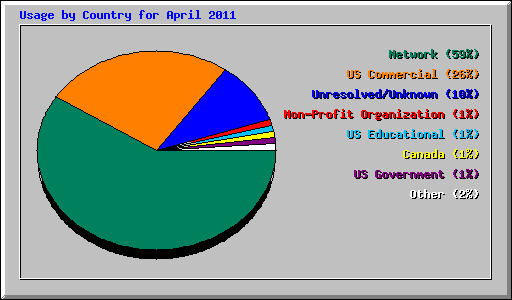 Usage by Country for April 2011
Network (59%)
US Commercial (26%)
Unresolved/Unknown (10%)
Non-Profit Organization (1%)
US Educational (1%)
Canada (1%)
US Government (1%)
Other (2%)